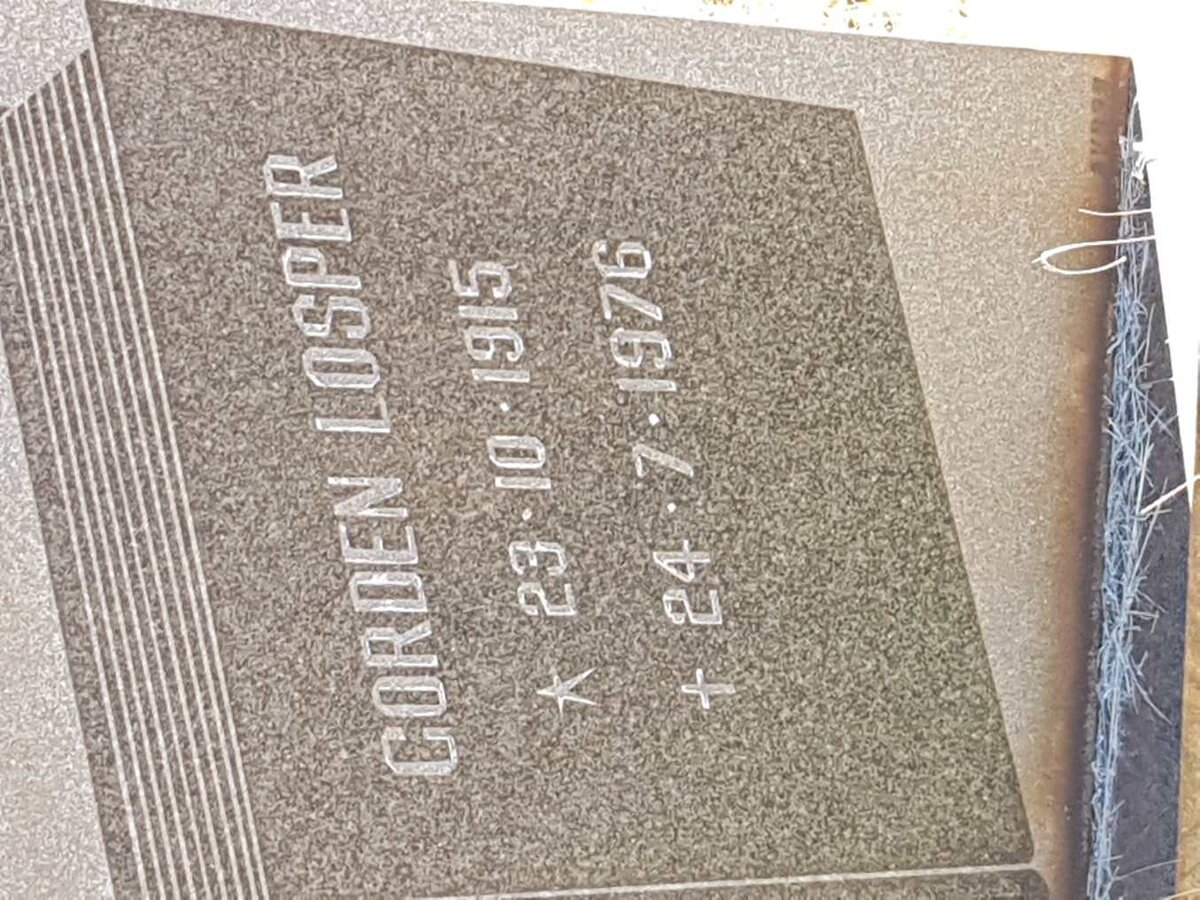 GORDEN LOSPER
★ 23·10·1915
✝ 24·7·1976